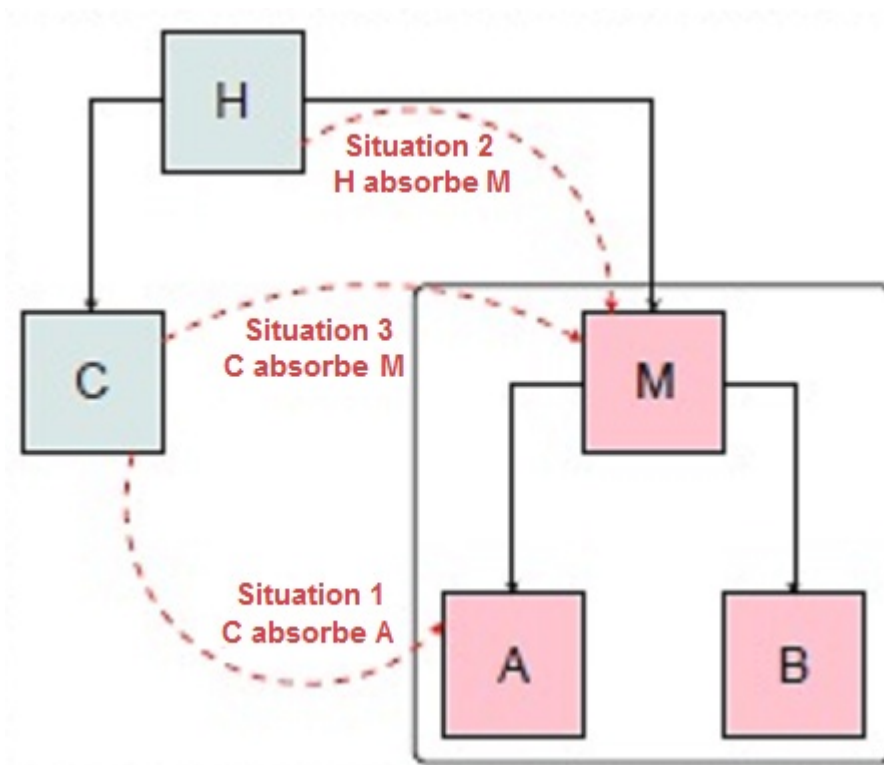 H
Situation 2
H absorbe M
Situation 3
C absorbe M
C
M
Situation 1
C absorbe A
A
B